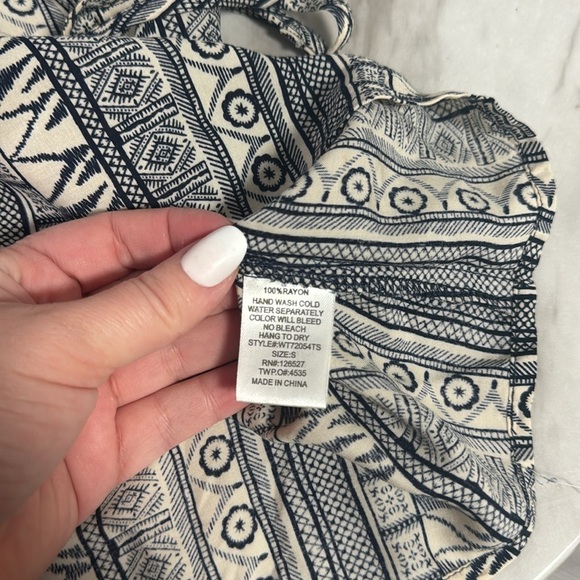 100%RAYON
HAND WASH COLD
WATER SEPARATELY
COLOR WILL BLEED
NO BLEACH
HANG TO DRY
STYLE#:WT72054TS
SIZE:S
RN#:126527
TWP.O#:4535
MADE IN CHINA